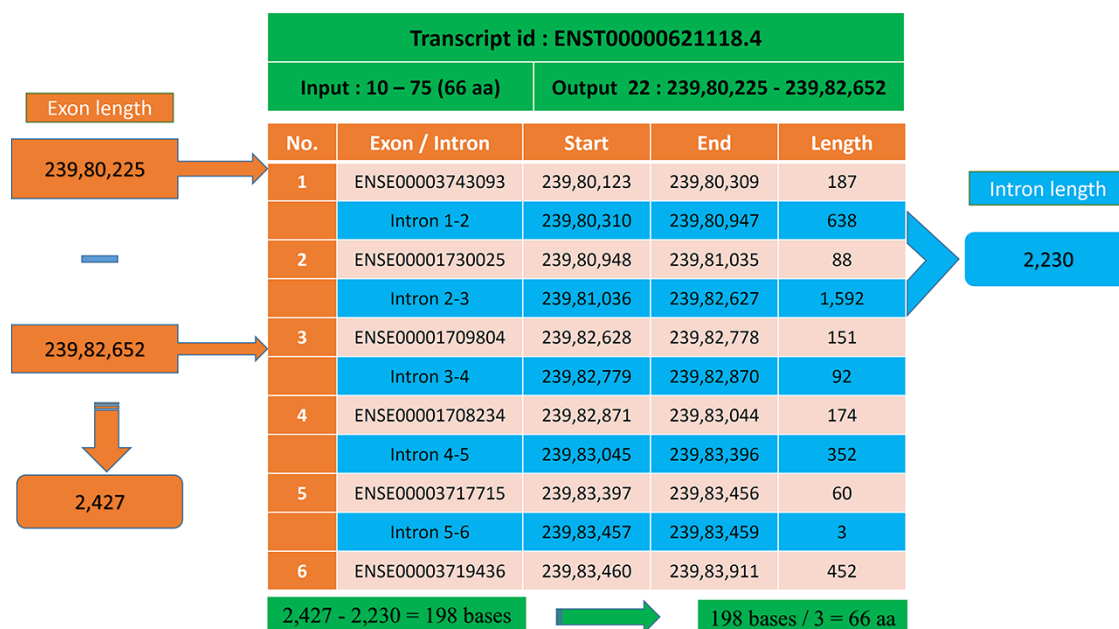 Transcript id : ENST00000621118.4
Input : 10 – 75 (66 aa) Output 22 : 239,80,225 - 239,82,652
Exon length
239,80,225
239,82,652
2,427
No. Exon / Intron Start End Length
1 ENSE00003743093 239,80,123 239,80,309 187
Intron 1-2 239,80,310 239,80,947 638
2 ENSE00001730025 239,80,948 239,81,035 88
Intron 2-3 239,81,036 239,82,627 1,592
3 ENSE00001709804 239,82,628 239,82,778 151
Intron 3-4 239,82,779 239,82,870 92
4 ENSE00001708234 239,82,871 239,83,044 174
Intron 4-5 239,83,045 239,83,396 352
5 ENSE00003717715 239,83,397 239,83,456 60
Intron 5-6 239,83,457 239,83,459 3
6 ENSE00003719436 239,83,460 239,83,911 452
Intron length
2,230
2,427 - 2,230 = 198 bases
198 bases / 3 = 66 aa